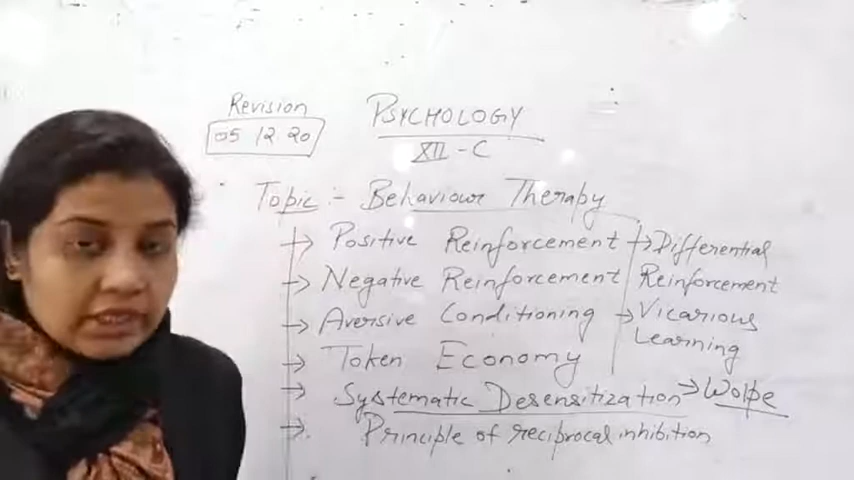 Revision
05 12 20
PSYCHOLOGY
XII - C
Topic :- Behaviour Therapy
→ Positive Reinforcement
→ Negative Reinforcement
→ Aversive Conditioning
→ Token Economy
→ Systematic Desensitization → Wolpe
→ Principle of reciprocal inhibition
→ Differential
Reinforcement
→ Vicarious
Learning